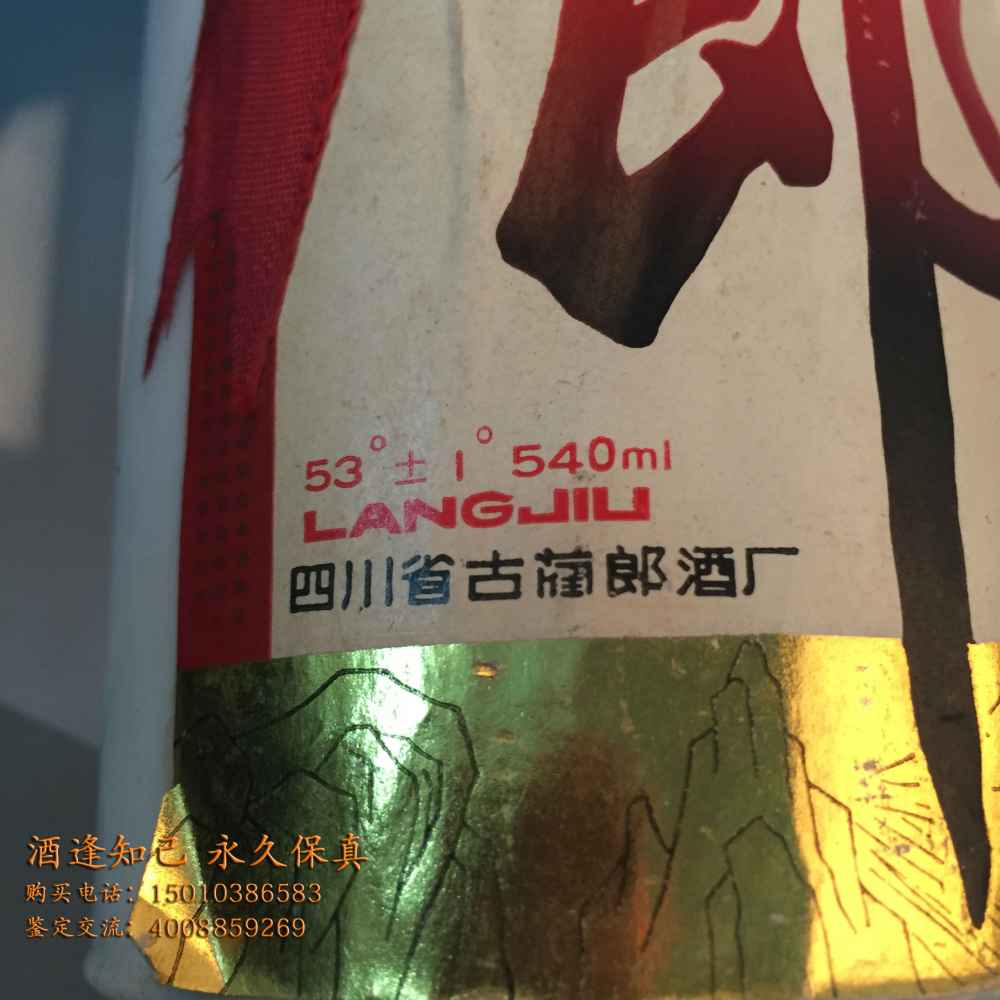 53°±1° 540ml
LANGJIU
四川省古蔺郎酒厂
酒逢知己 永久保真
购买电话：15010386583
鉴定交流：4008859269